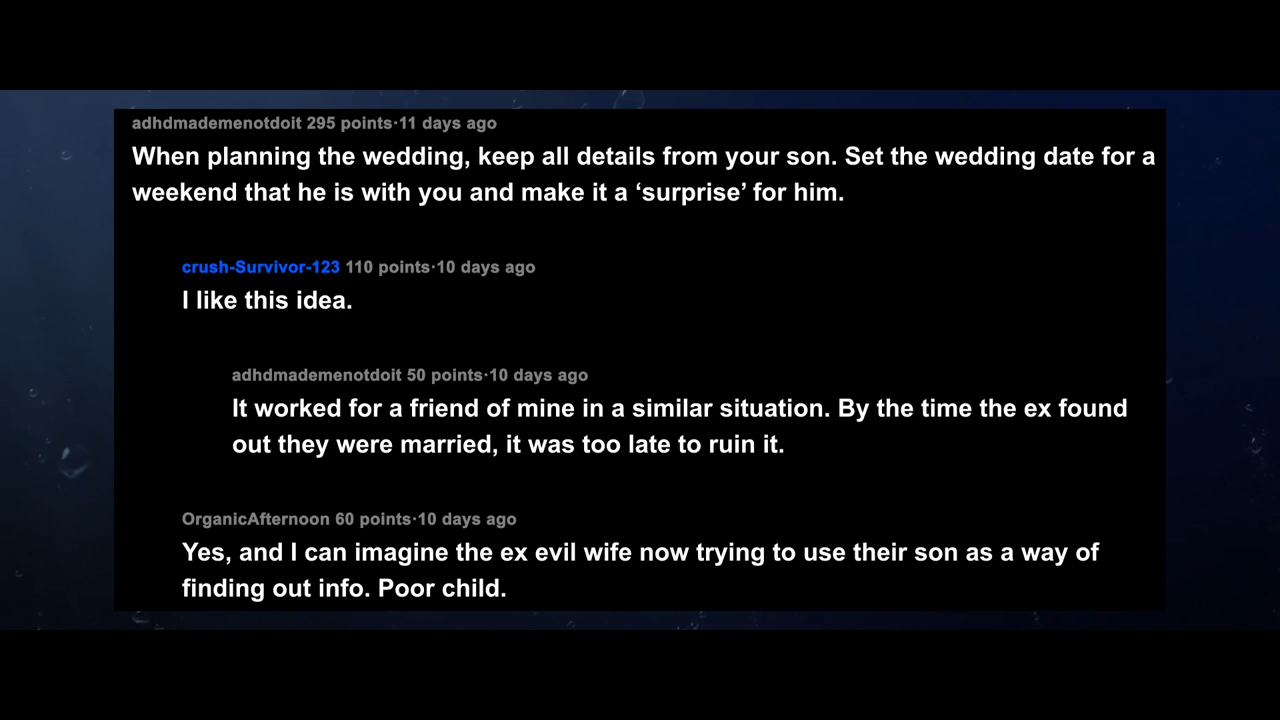 adhdmademenotdoit 295 points·11 days ago
When planning the wedding, keep all details from your son. Set the wedding date for a
weekend that he is with you and make it a ‘surprise’ for him.
crush-Survivor-123 110 points·10 days ago
I like this idea.
adhdmademenotdoit 50 points·10 days ago
It worked for a friend of mine in a similar situation. By the time the ex found
out they were married, it was too late to ruin it.
OrganicAfternoon 60 points·10 days ago
Yes, and I can imagine the ex evil wife now trying to use their son as a way of
finding out info. Poor child.